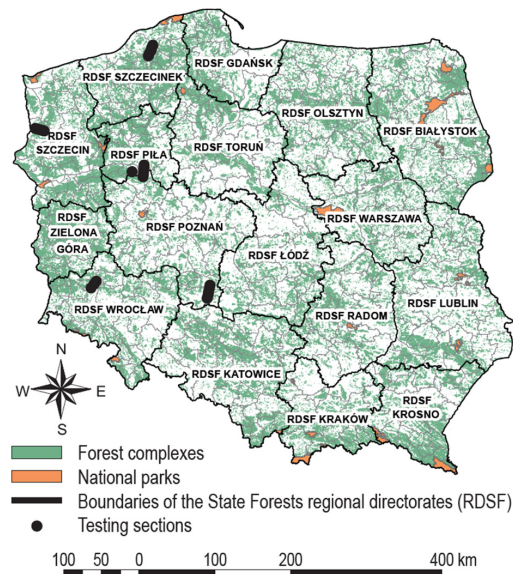 RDSF GDAŃSK
RDSF SZCZECINEK
RDSF OLSZTYN
RDSF
SZCZECIN
RDSF PIŁA
RDSF TORUŃ
RDSF BIAŁYSTOK
RDSF
ZIELONA
GÓRA
RDSF POZNAŃ
RDSF WARSZAWA
RDSF ŁÓDŹ
RDSF WROCŁAW
RDSF RADOM
RDSF LUBLIN
RDSF KATOWICE
RDSF KRAKÓW
RDSF
KROSNO
N
W E
S
Forest complexes
National parks
Boundaries of the State Forests regional directorates (RDSF)
Testing sections
100 50 0 100 200 400 km